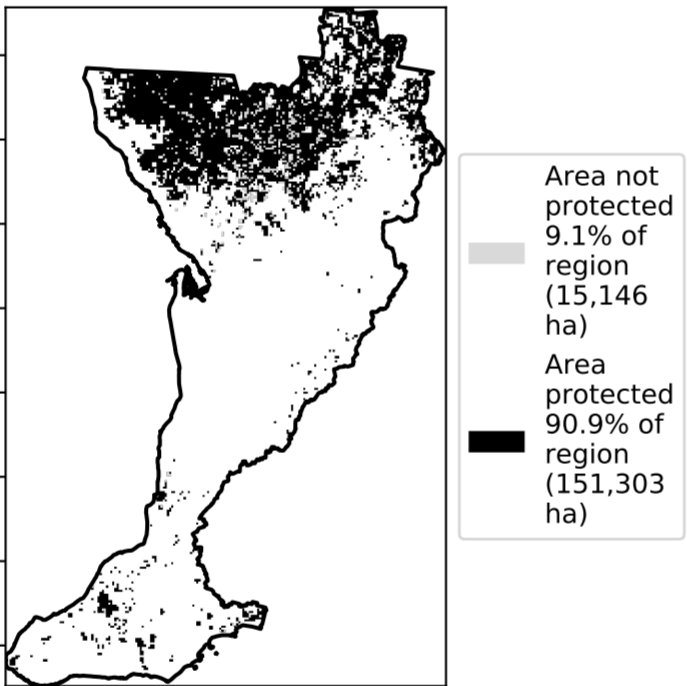 Area not
protected
9.1% of
region
(15,146
ha)
Area
protected
90.9% of
region
(151,303
ha)